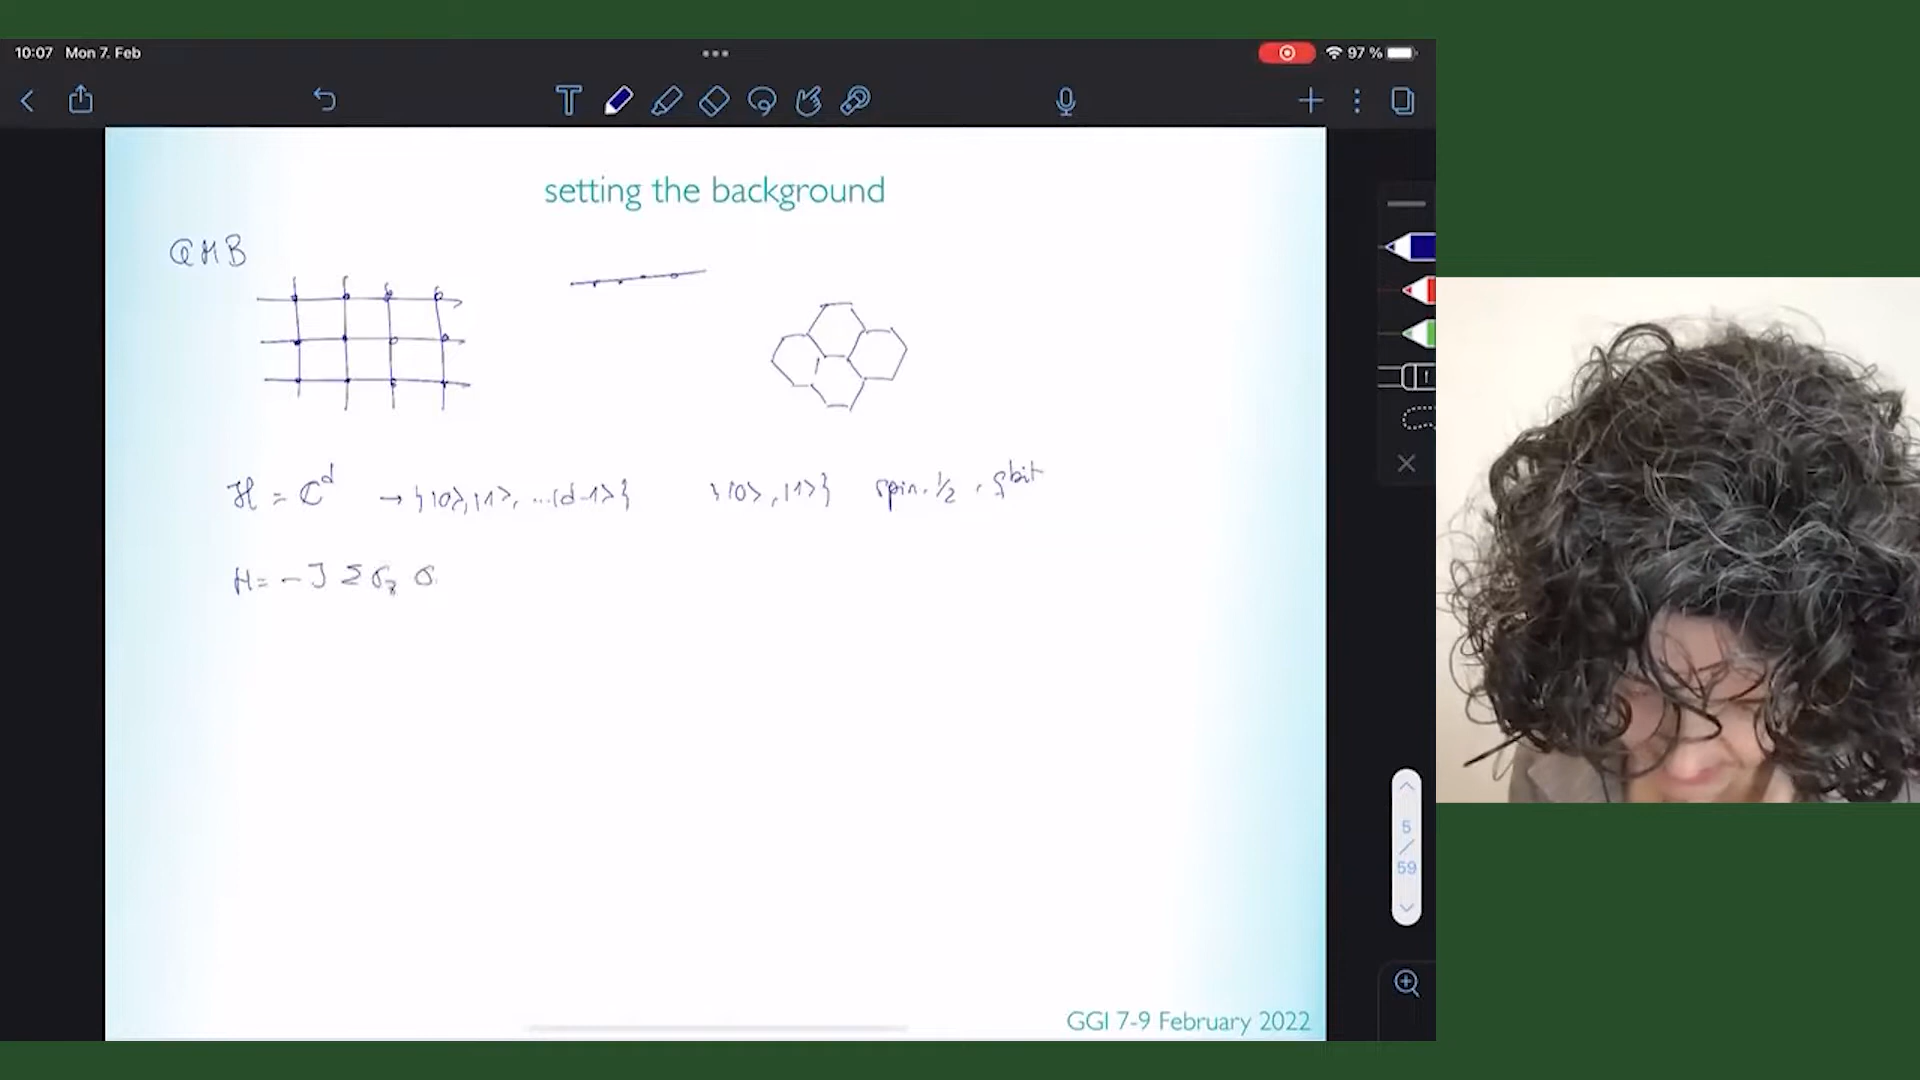 10:07 Mon 7. Feb
97 %
setting the background
QMB
H = ℂ^d → {|0⟩, |1⟩, ...|d-1⟩} {|0⟩, |1⟩} spin. 1/2, qbit
H = - J Σ σ_z σ
5
/
59
GGI 7-9 February 2022